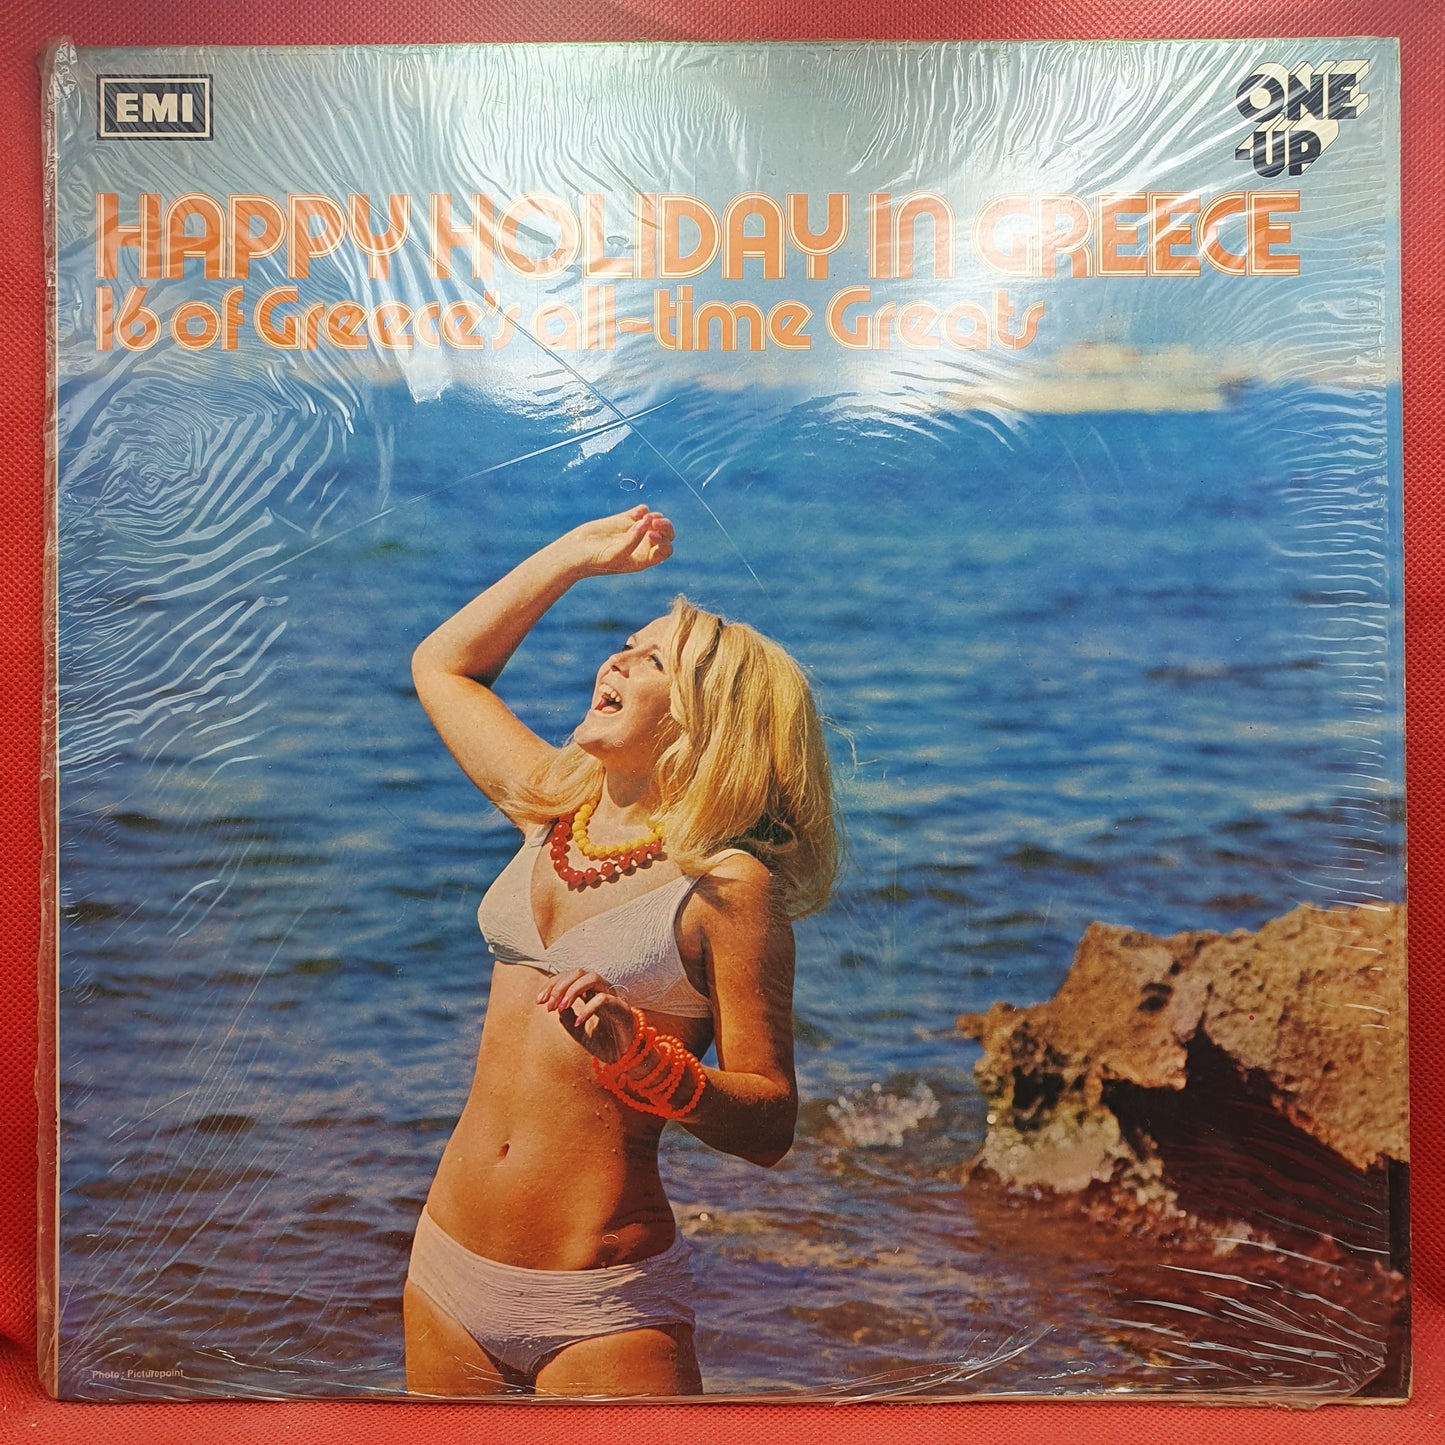 EMI
ONE
-UP
HAPPY HOLIDAY IN GREECE
16 of Greece's all-time Greats
Photo: Picturepoint